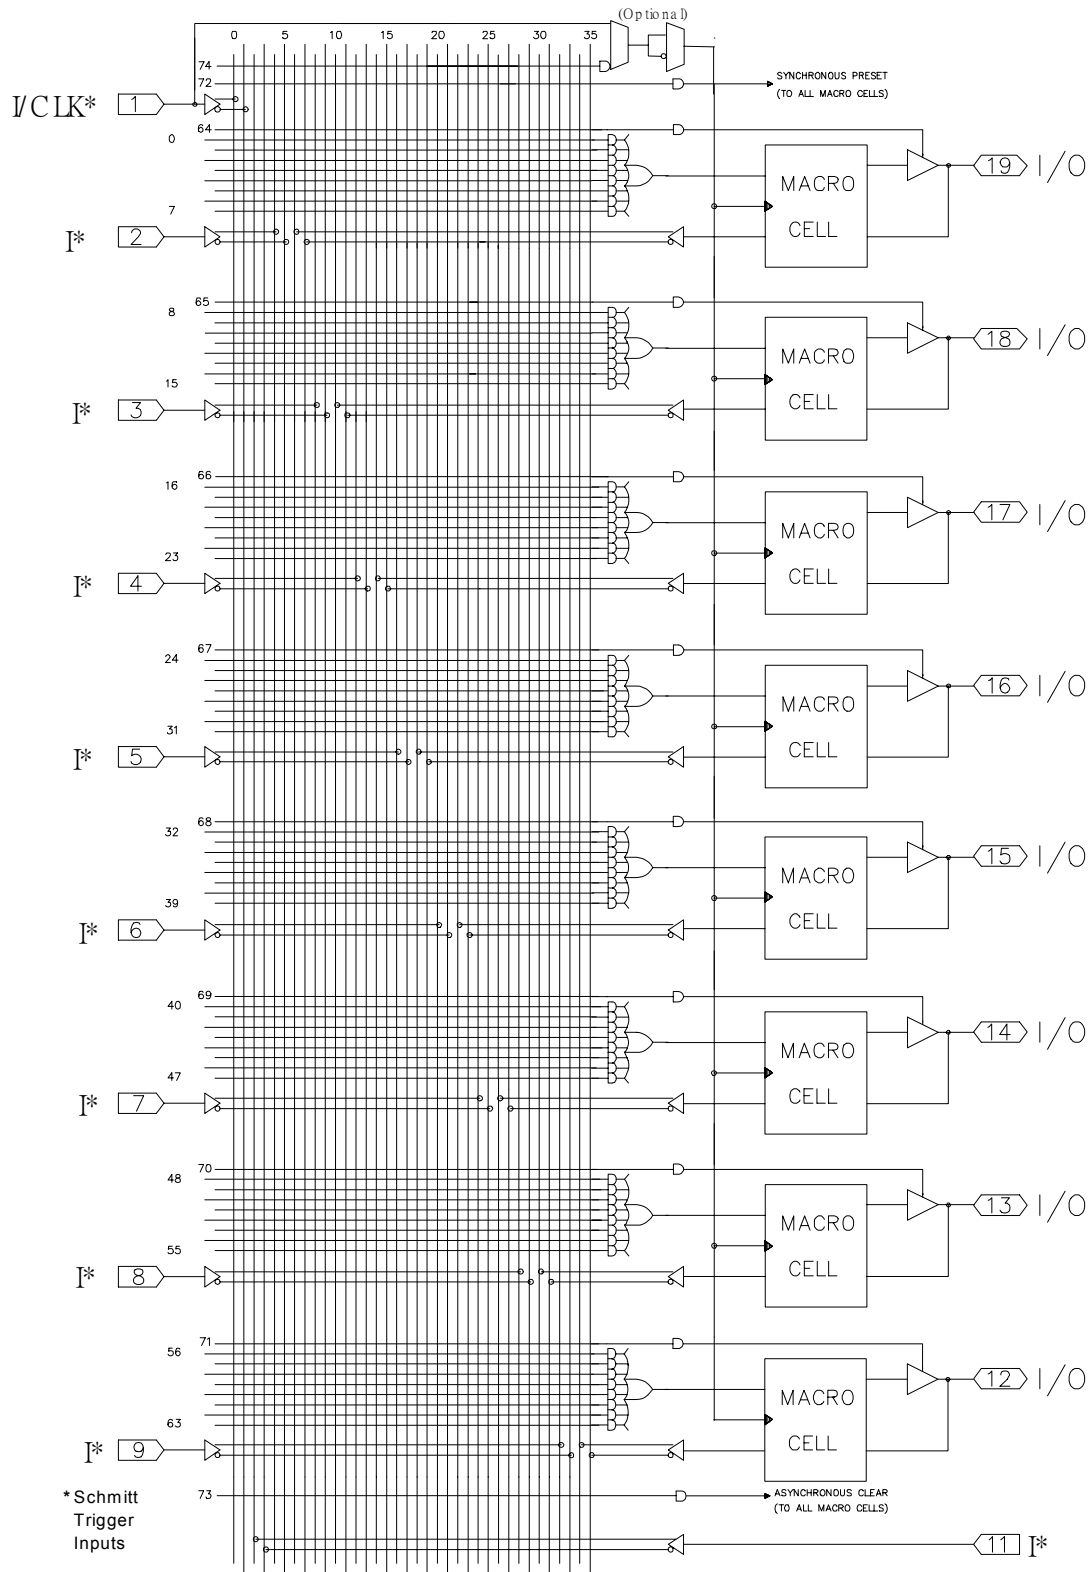 (Optional)
0 5 10 15 20 25 30 35
74
SYNCHRONOUS PRESET
72
(TO ALL MACRO CELLS)
I/CLK* 1
64
0
MACRO
19 I/O
7
CELL
I* 2
65
8
MACRO
18 I/O
15
CELL
I* 3
66
16
MACRO
17 I/O
23
CELL
I* 4
67
24
MACRO
16 I/O
31
CELL
I* 5
68
32
MACRO
15 I/O
39
CELL
I* 6
69
40
MACRO
14 I/O
47
CELL
I* 7
70
48
MACRO
13 I/O
55
CELL
I* 8
71
56
MACRO
12 I/O
63
CELL
I* 9
73
ASYNCHRONOUS CLEAR
(TO ALL MACRO CELLS)
* Schmitt
Trigger
Inputs
11 I*